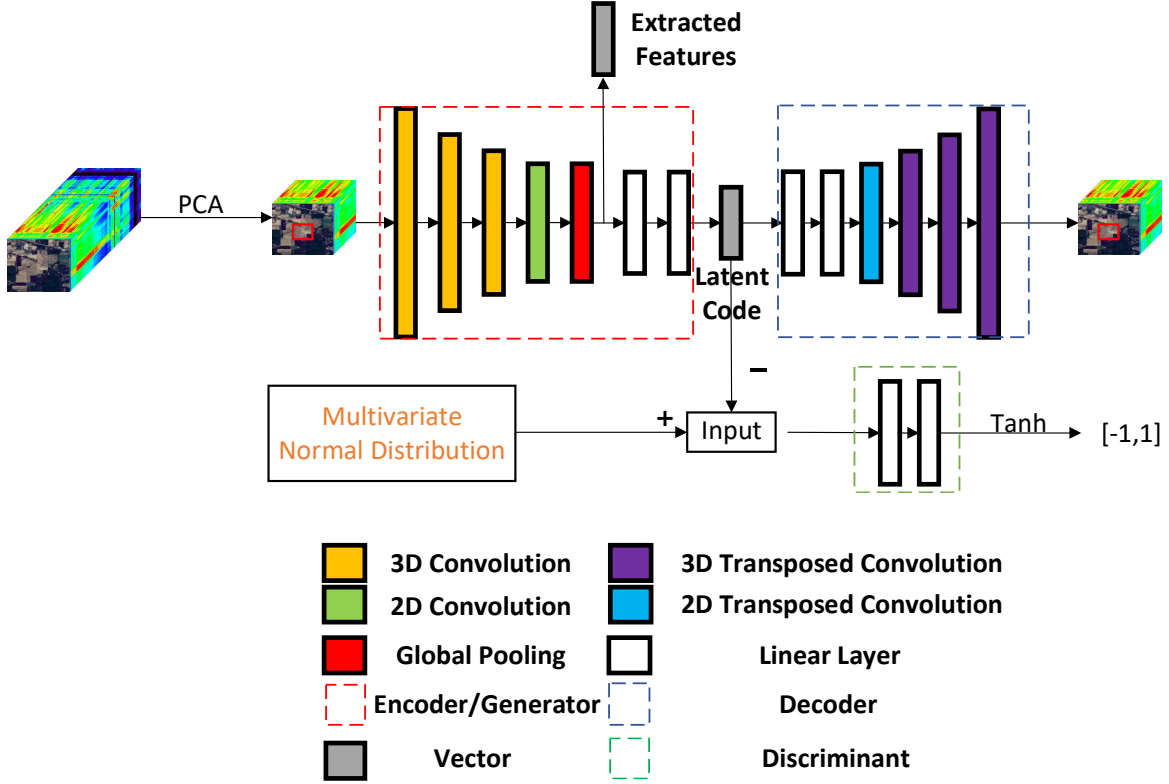 Extracted
Features
PCA
Latent
Code
−
Multivariate
Normal Distribution
+
Input
Tanh
[-1,1]
3D Convolution
3D Transposed Convolution
2D Convolution
2D Transposed Convolution
Global Pooling
Linear Layer
Encoder/Generator
Decoder
Vector
Discriminant